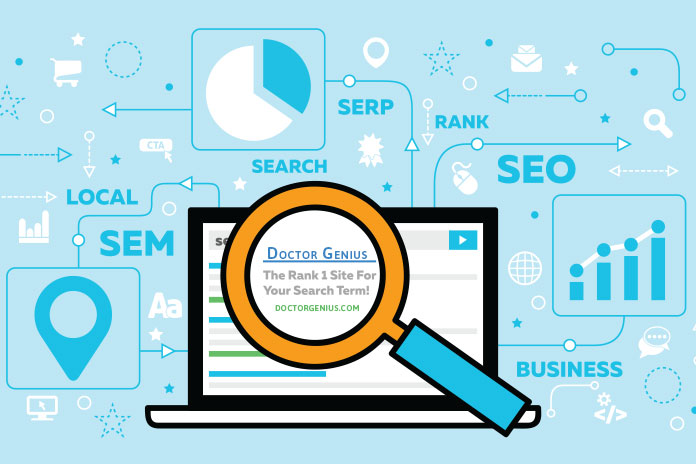 SERP
RANK
CTA
SEARCH
SEO
LOCAL
SEM
se
DOCTOR GENIUS
The Rank 1 Site For
Your Search Term!
DOCTORGENIUS.COM
Aa
BUSINESS
</>